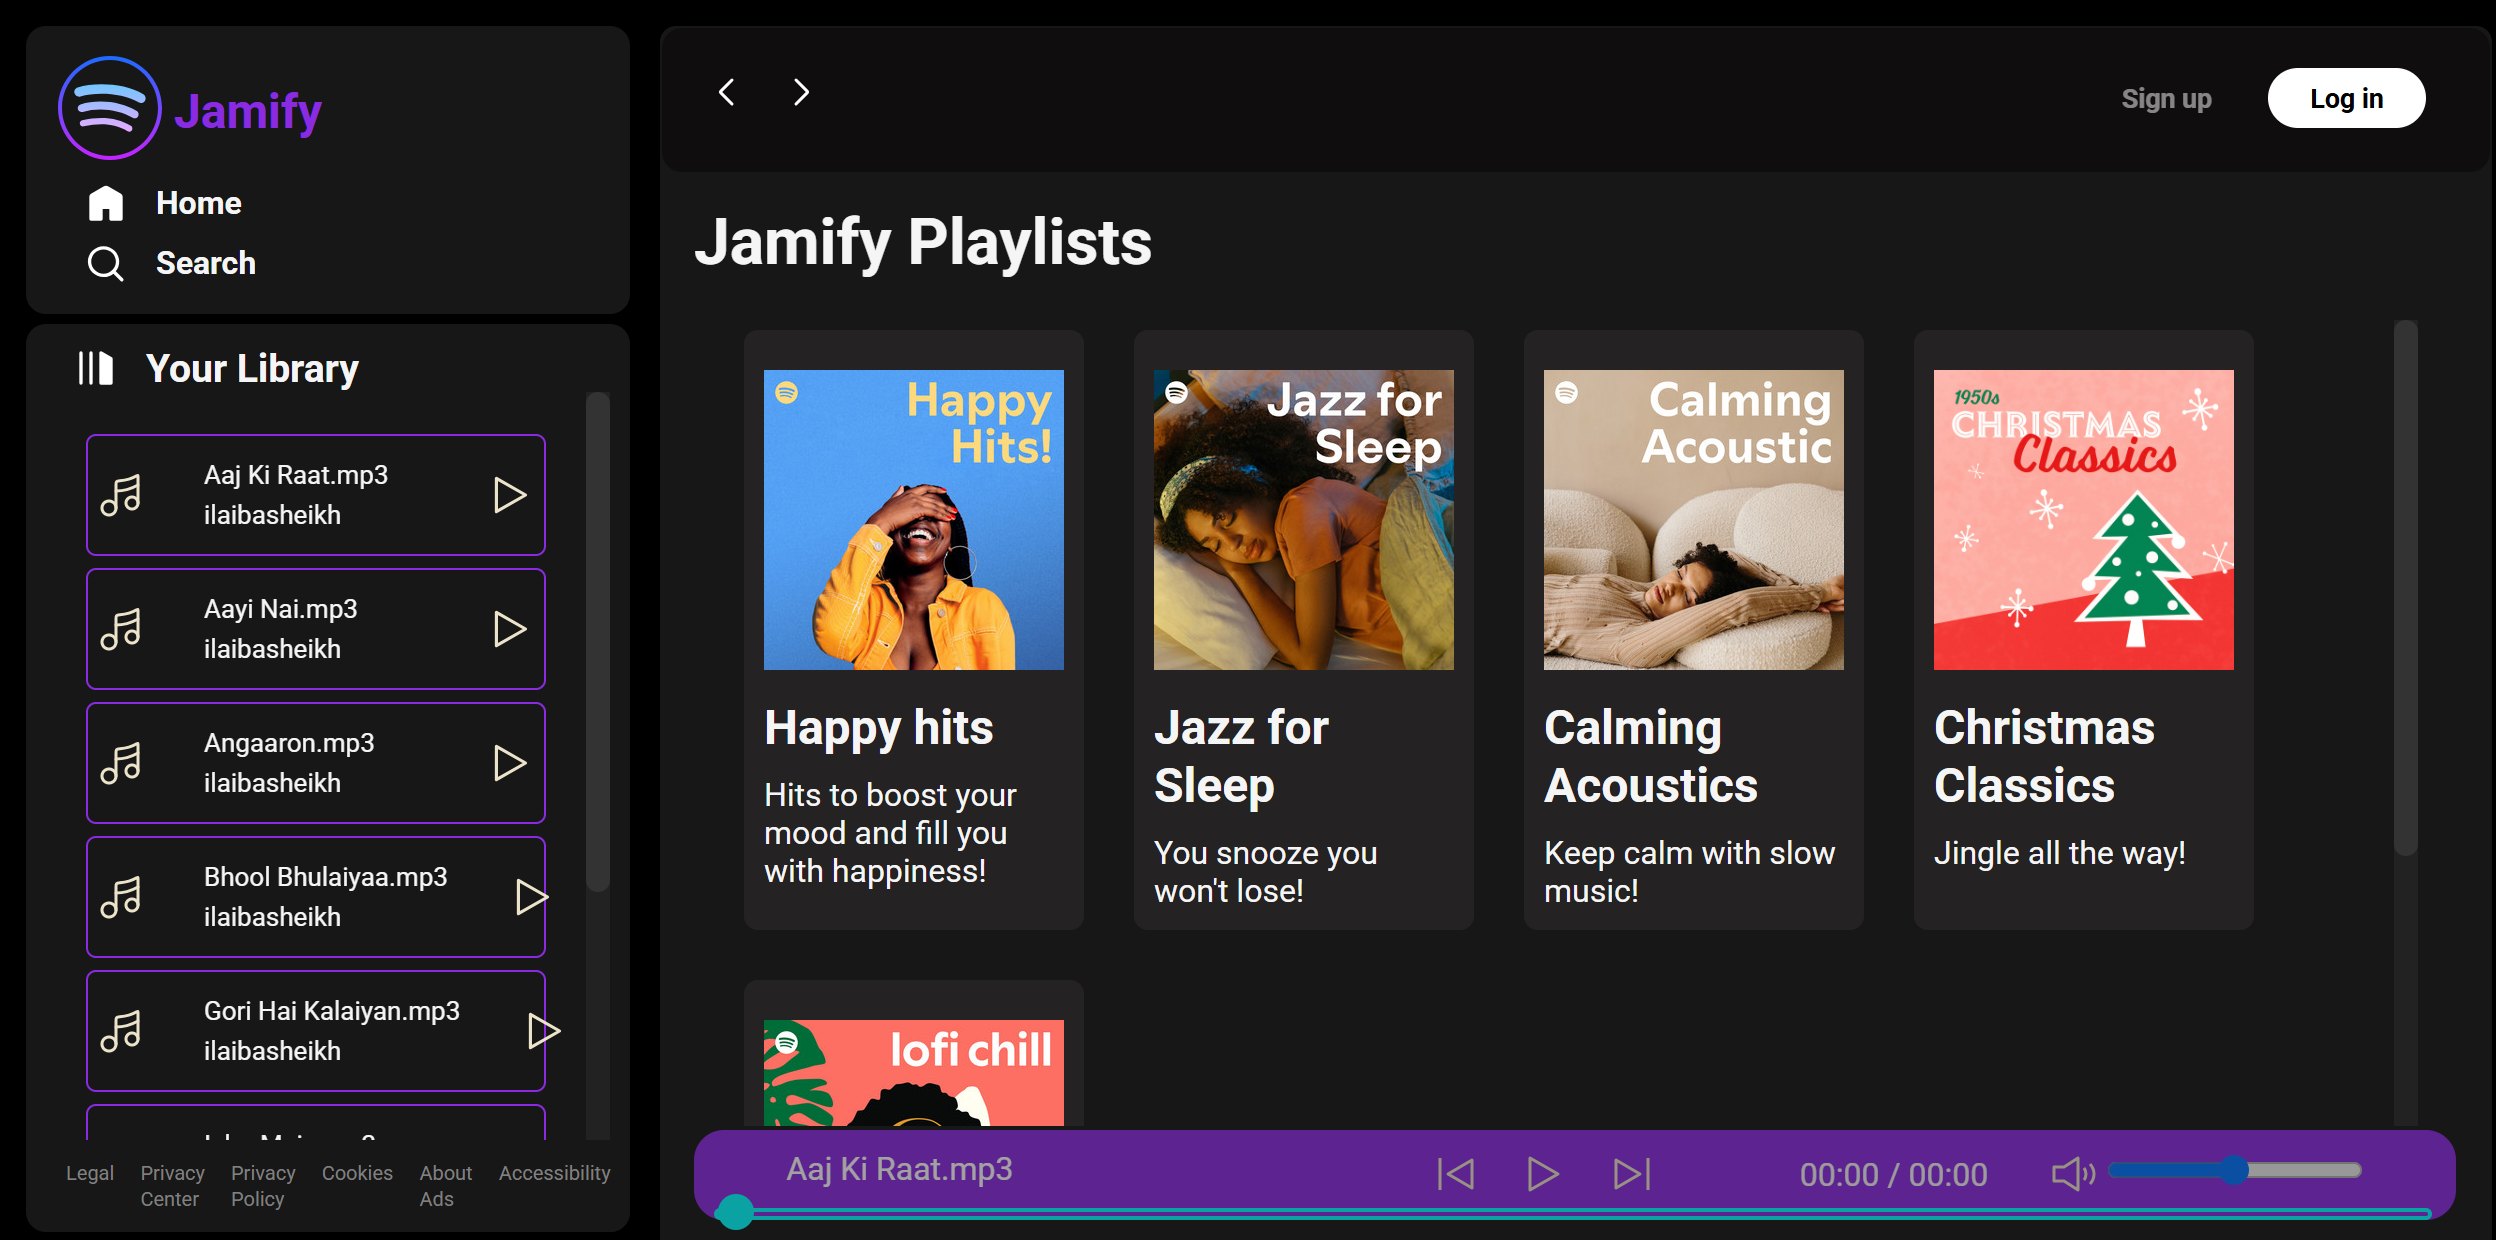 Jamify
Home
Search
Your Library
Aaj Ki Raat.mp3
ilaibasheikh
Aayi Nai.mp3
ilaibasheikh
Angaaron.mp3
ilaibasheikh
Bhool Bhulaiyaa.mp3
ilaibasheikh
Gori Hai Kalaiyan.mp3
ilaibasheikh
Legal
Privacy
Center
Privacy
Policy
Cookies
About
Ads
Accessibility
Sign up
Log in
Jamify Playlists
Happy
Hits!
Happy hits
Hits to boost your
mood and fill you
with happiness!
Jazz for
Sleep
Jazz for
Sleep
You snooze you
won't lose!
Calming
Acoustic
Calming
Acoustics
Keep calm with slow
music!
1950s
CHRISTMAS
Classics
Christmas
Classics
Jingle all the way!
lofi chill
Aaj Ki Raat.mp3
00:00 / 00:00